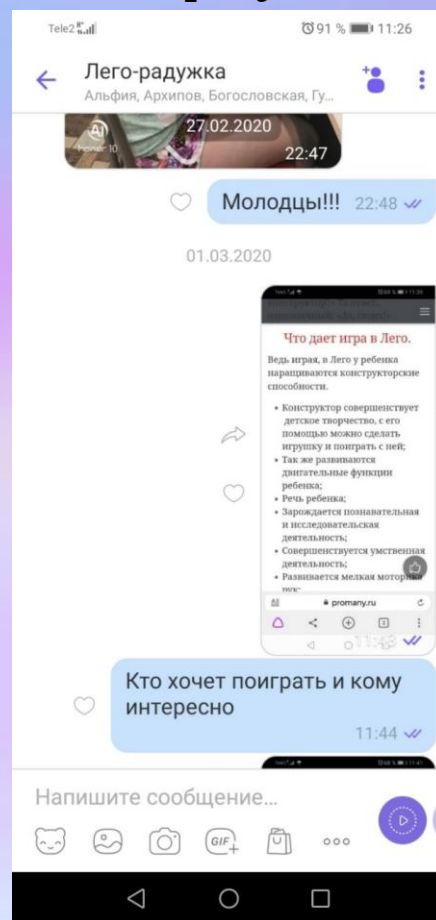 Tele2
91 % 11:26
Лего-радужка
Альфия, Архипов, Богословская, Гу...
27.02.2020
22:47
Молодцы!!! 22:48
01.03.2020
Что дает игра в Лего.
Ведь играя, в Лего у ребенка
наращиваются конструкторские
способности.
• Конструктор совершенствует
детское творчество, с его
помощью можно сделать
игрушку и поиграть с ней;
• Так же развиваются
двигательные функции
ребенка;
• Речь ребенка;
• Зарождается познавательная
и исследовательская
деятельность;
• Совершенствуется умственная
деятельность;
• Развивается мелкая моторика
рук;
promany.ru
11:43
Кто хочет поиграть и кому
интересно
11:44
Напишите сообщение...
GIF